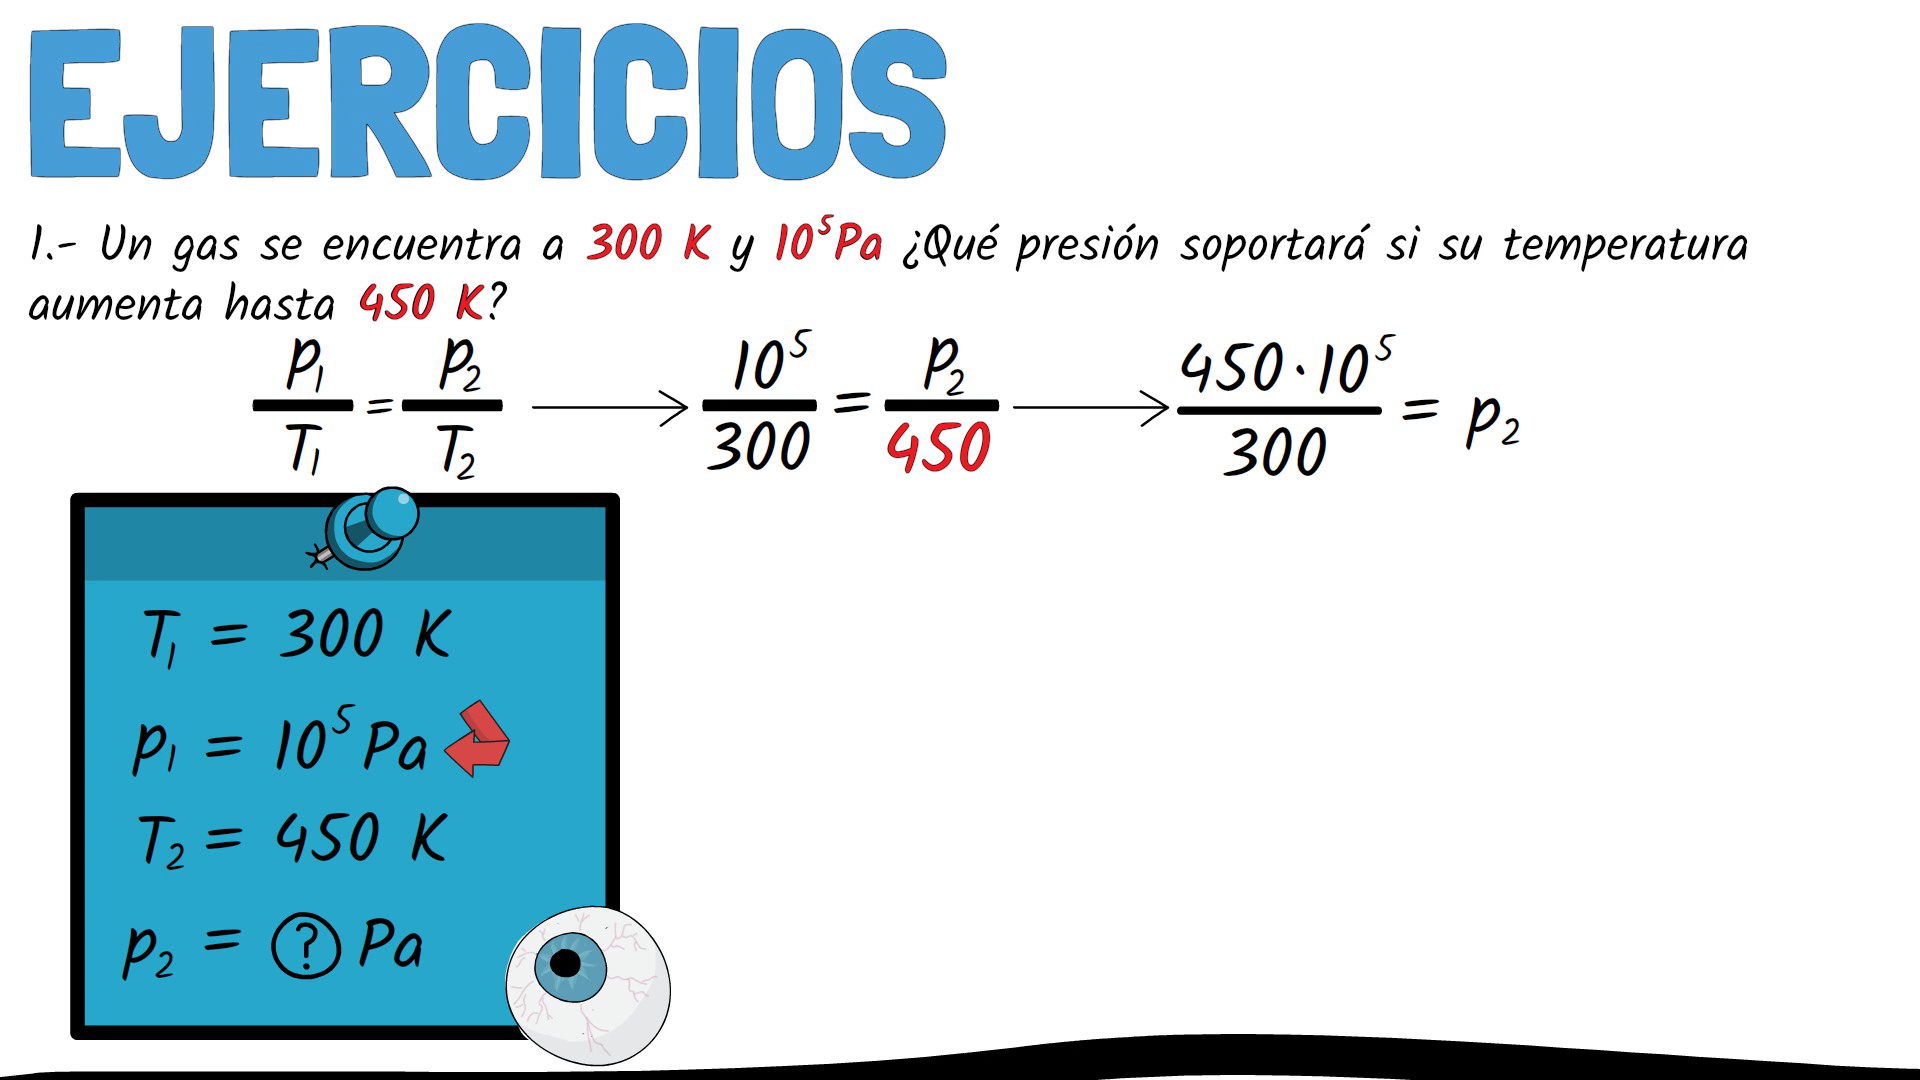 EJERCICIOS
1.- Un gas se encuentra a 300 K y 10⁵Pa ¿Qué presión soportará si su temperatura
aumenta hasta 450 K?
p₁/T₁ = p₂/T₂ → 10⁵/300 = p₂/450 → 450·10⁵/300 = p₂
T₁ = 300 K
p₁ = 10⁵ Pa
T₂ = 450 K
p₂ = ? Pa